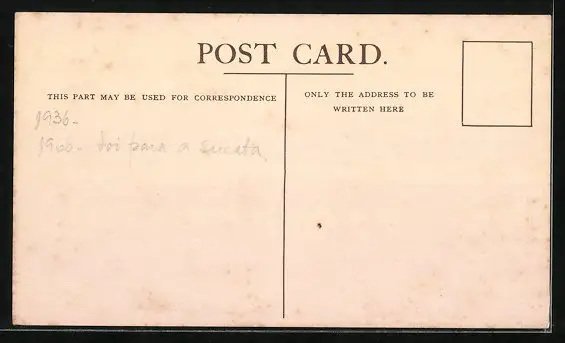 POST CARD.
THIS PART MAY BE USED FOR CORRESPONDENCE
ONLY THE ADDRESS TO BE
WRITTEN HERE
1936-
1960- Foi para a sucata.